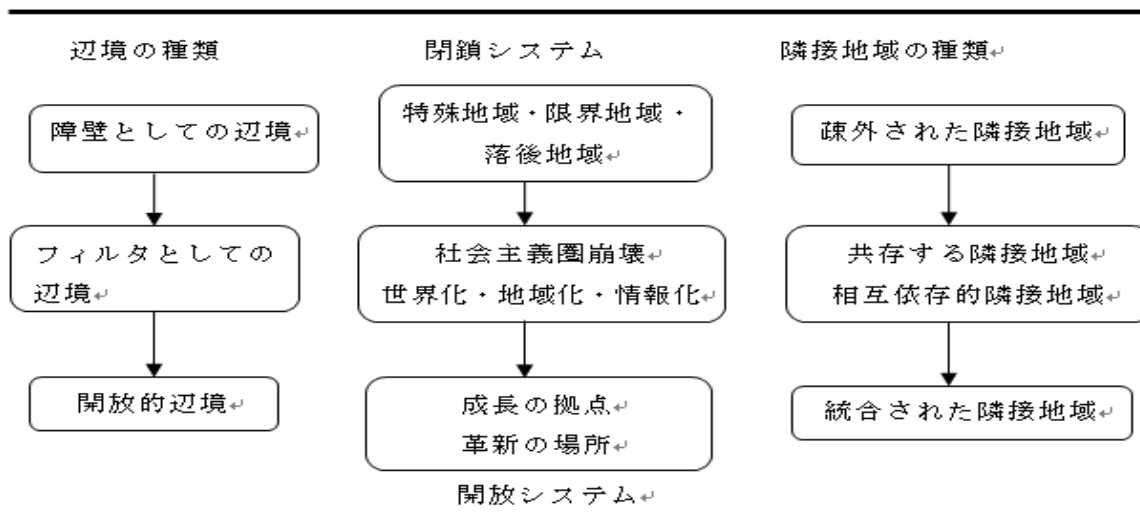 辺境の種類
閉鎖システム
隣接地域の種類↵
障壁としての辺境↵
特殊地域・限界地域・
落後地域↵
疎外された隣接地域↵
フィルタとしての
辺境↵
社会主義圏崩壊↵
世界化・地域化・情報化↵
共存する隣接地域↵
相互依存的隣接地域↵
開放的辺境↵
成長の拠点↵
革新の場所↵
統合された隣接地域↵
開放システム↵